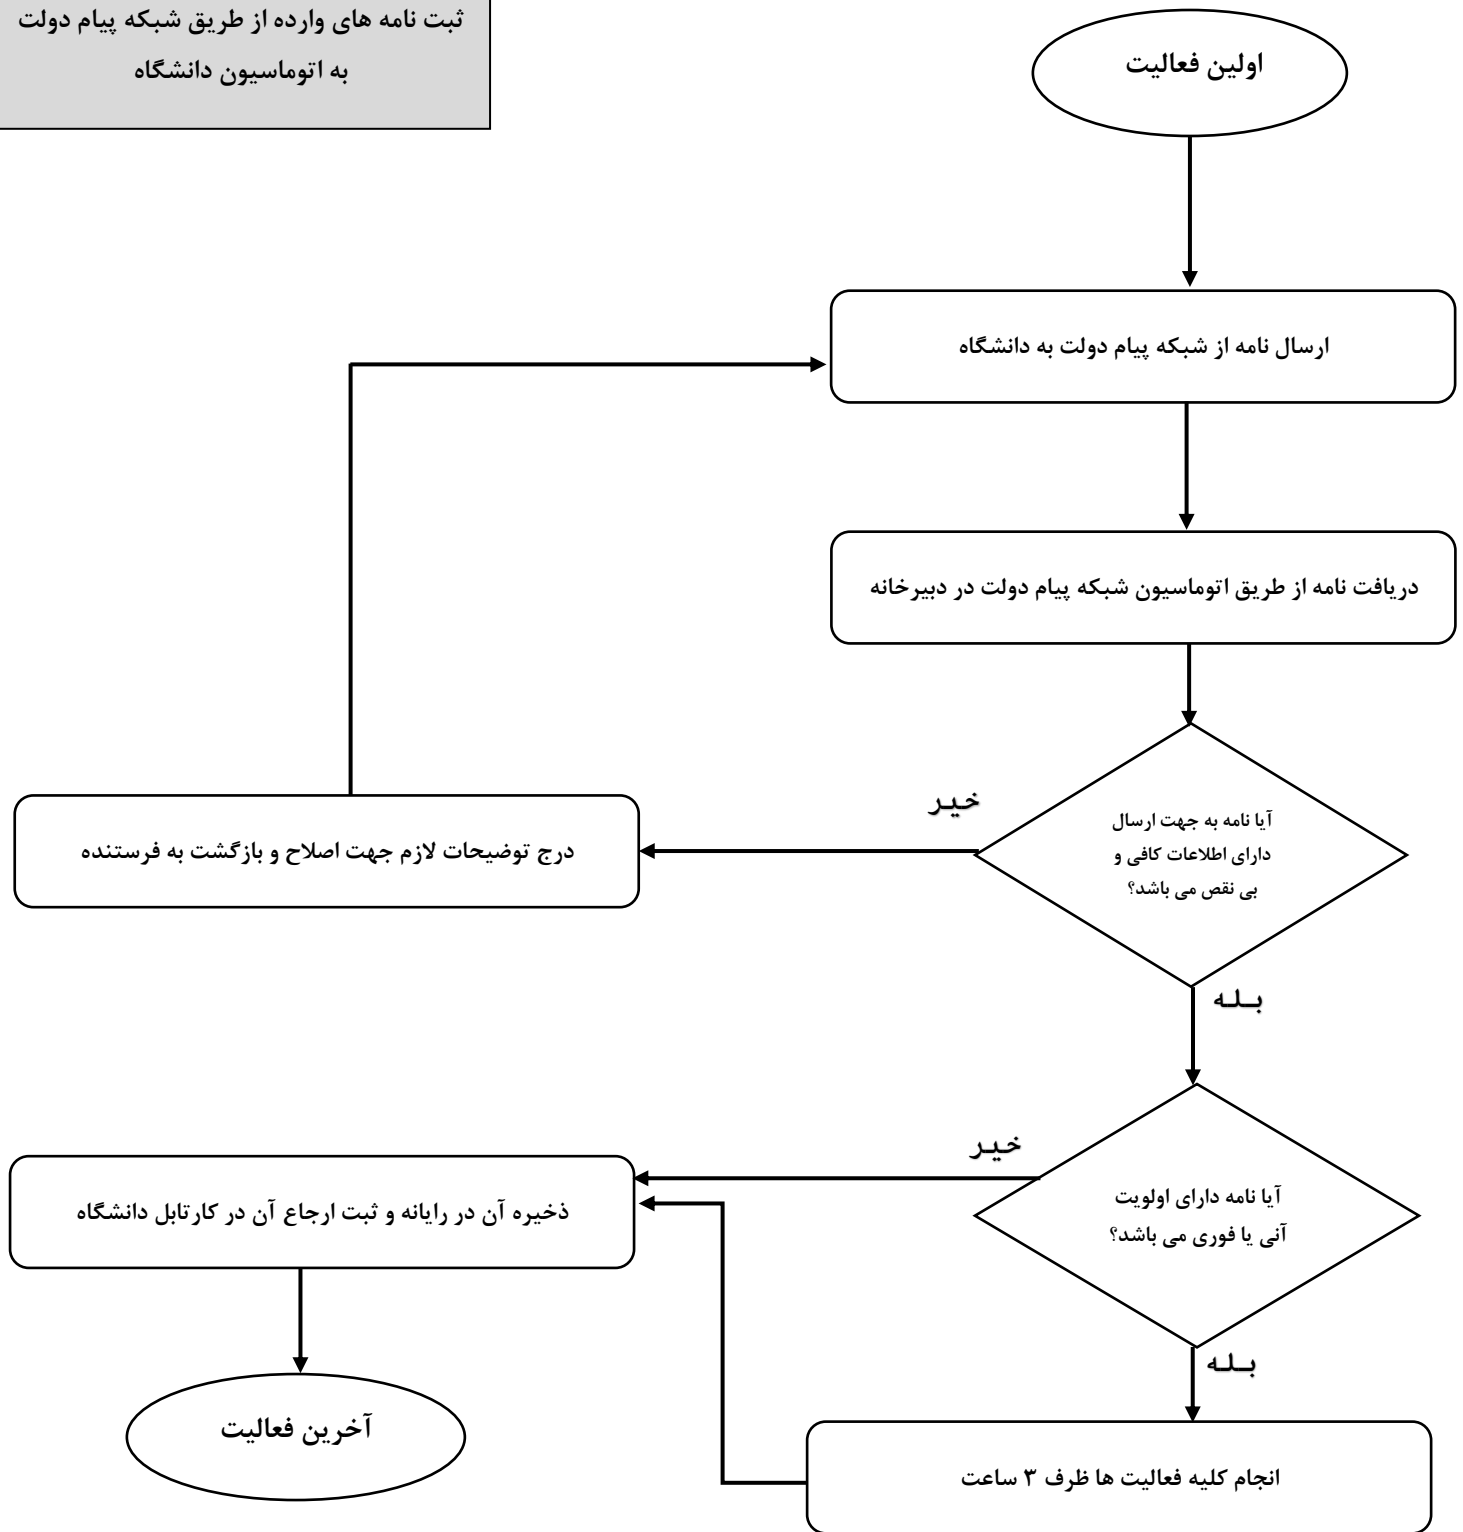 ثبت نامه های وارده از طریق شبکه پیام دولت
به اتوماسیون دانشگاه
اولین فعالیت
ارسال نامه از شبکه پیام دولت به دانشگاه
دریافت نامه از طریق اتوماسیون شبکه پیام دولت در دبیرخانه
آیا نامه به جهت ارسال
دارای اطلاعات کافی و
بی نقص می باشد؟
خیر
درج توضیحات لازم جهت اصلاح و بازگشت به فرستنده
بله
آیا نامه دارای اولویت
آنی یا فوری می باشد؟
خیر
ذخیره آن در رایانه و ثبت ارجاع آن در کارتابل دانشگاه
بله
انجام کلیه فعالیت ها ظرف ۳ ساعت
آخرین فعالیت